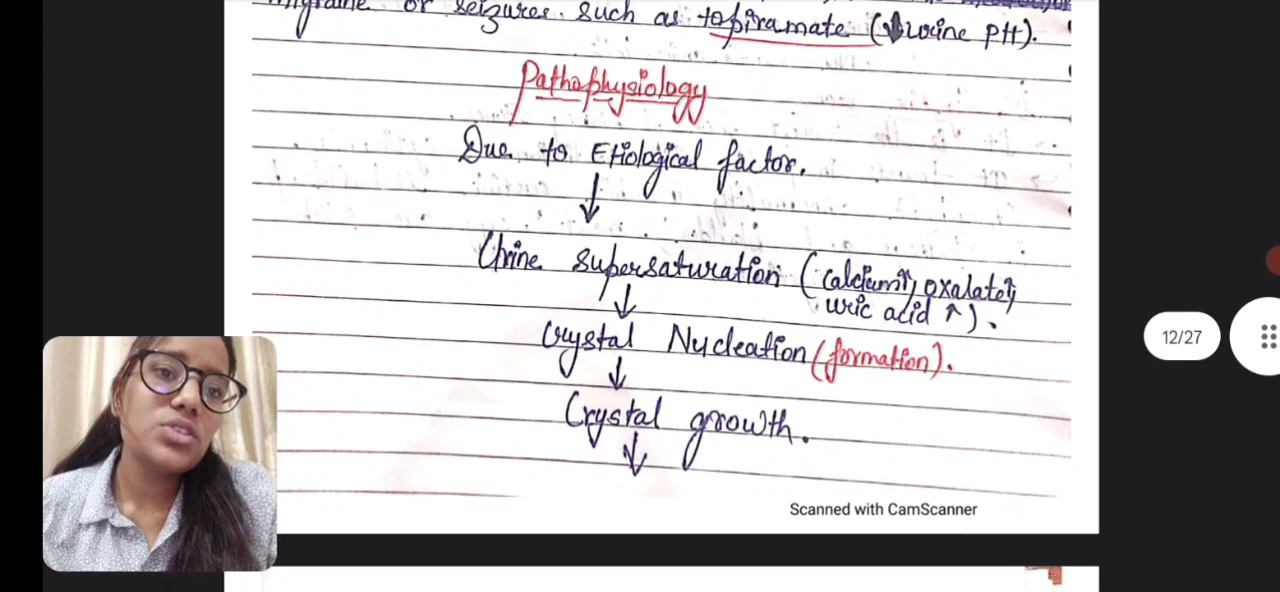 or seizures such as topiramate (↓ urine pH).
Pathophysiology
Due to Etiological factor.
↓
Urine supersaturation (calcium↑, oxalate↑,
uric acid ↑).
↓
Crystal Nucleation (formation).
↓
Crystal growth.
↓
Scanned with CamScanner
12/27